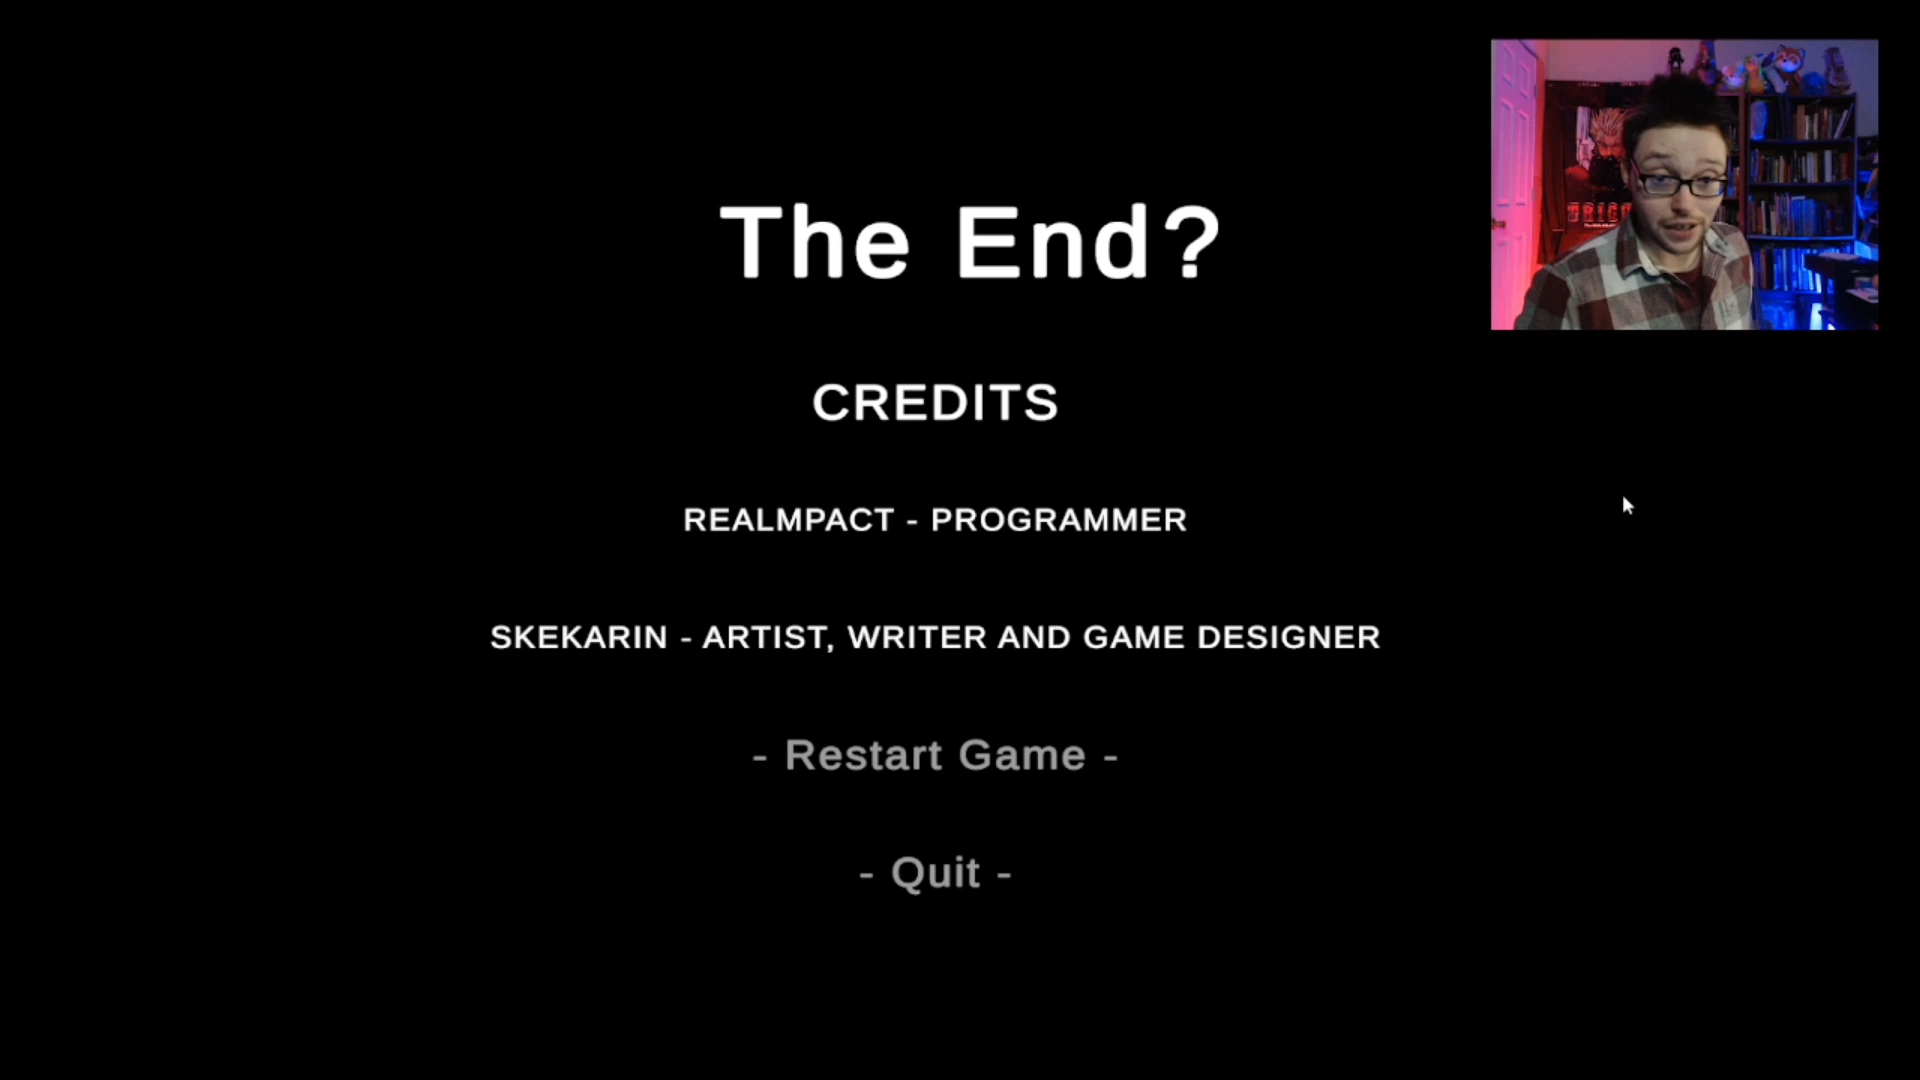 The End?
CREDITS
REALMPACT - PROGRAMMER
SKEKARIN - ARTIST, WRITER AND GAME DESIGNER
- Restart Game -
- Quit -